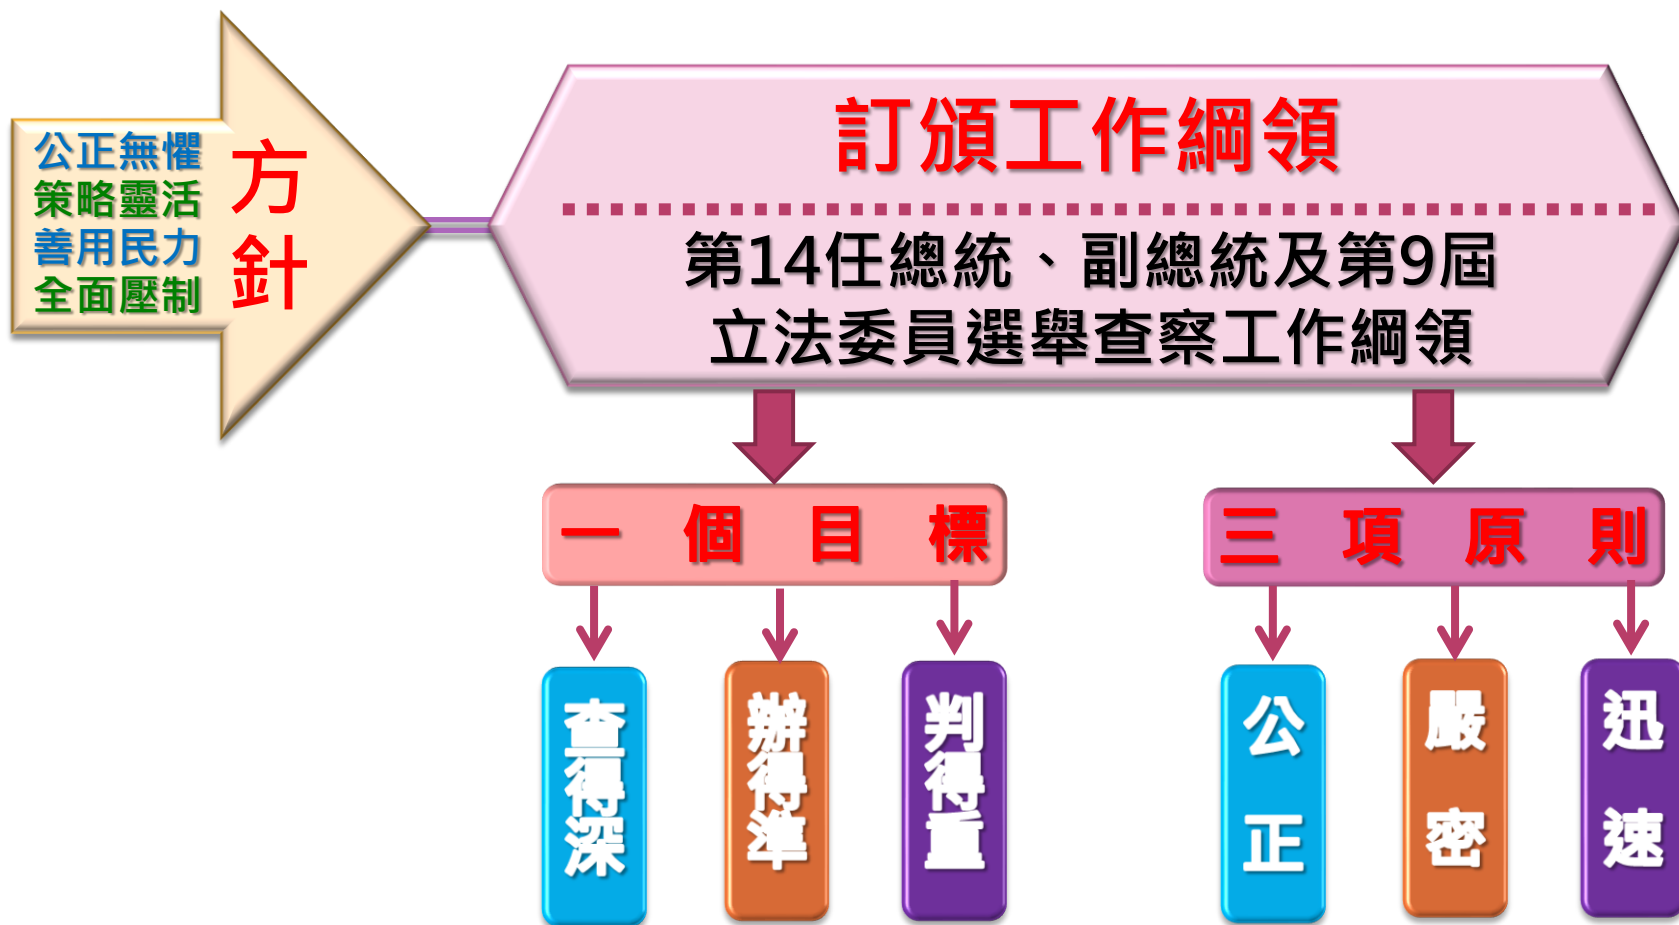 公正無懼
策略靈活
善用民力
全面壓制
方針
訂頒工作綱領
第14任總統、副總統及第9屆
立法委員選舉查察工作綱領
一個目標
三項原則
查得深
辦得準
判得重
公正
嚴密
迅速